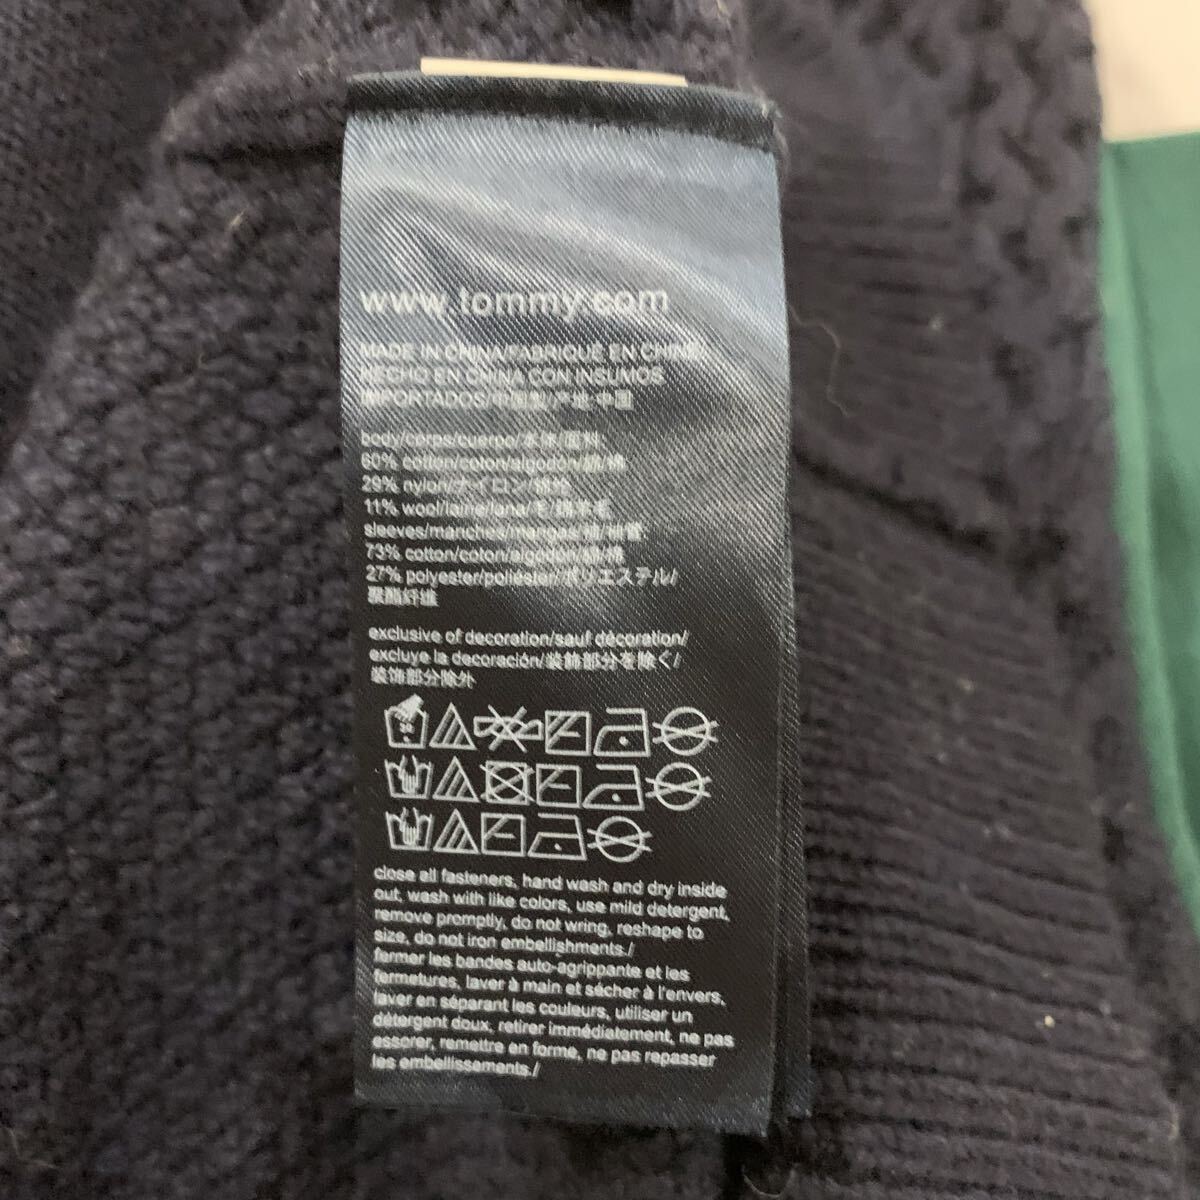 www.tommy.com
MADE IN CHINA/FABRIQUÉ EN CHINE/
HECHO EN CHINA CON INSUMOS
IMPORTADOS/中国製/产地:中国
body/corps/cuerpo/本体/面料:
60% cotton/coton/algodón/綿/棉
29% nylon/ナイロン/锦纶
11% wool/laine/lana/毛/绵羊毛
sleeves/manches/mangas/袖/袖管:
73% cotton/coton/algodón/綿/棉
27% polyester/poliéster/ポリエステル/
聚酯纤维
exclusive of decoration/sauf décoration/
excluye la decoración/装飾部分を除く/
装饰部分除外
close all fasteners, hand wash and dry inside
out, wash with like colors, use mild detergent,
remove promptly, do not wring, reshape to
size, do not iron embellishments./
fermer les bandes auto-agrippante et les
fermetures, laver à main et sécher à l'envers,
laver en séparant les couleurs, utiliser un
détergent doux, retirer immédiatement, ne pas
essorer, remettre en forme, ne pas repasser
les embellissements./